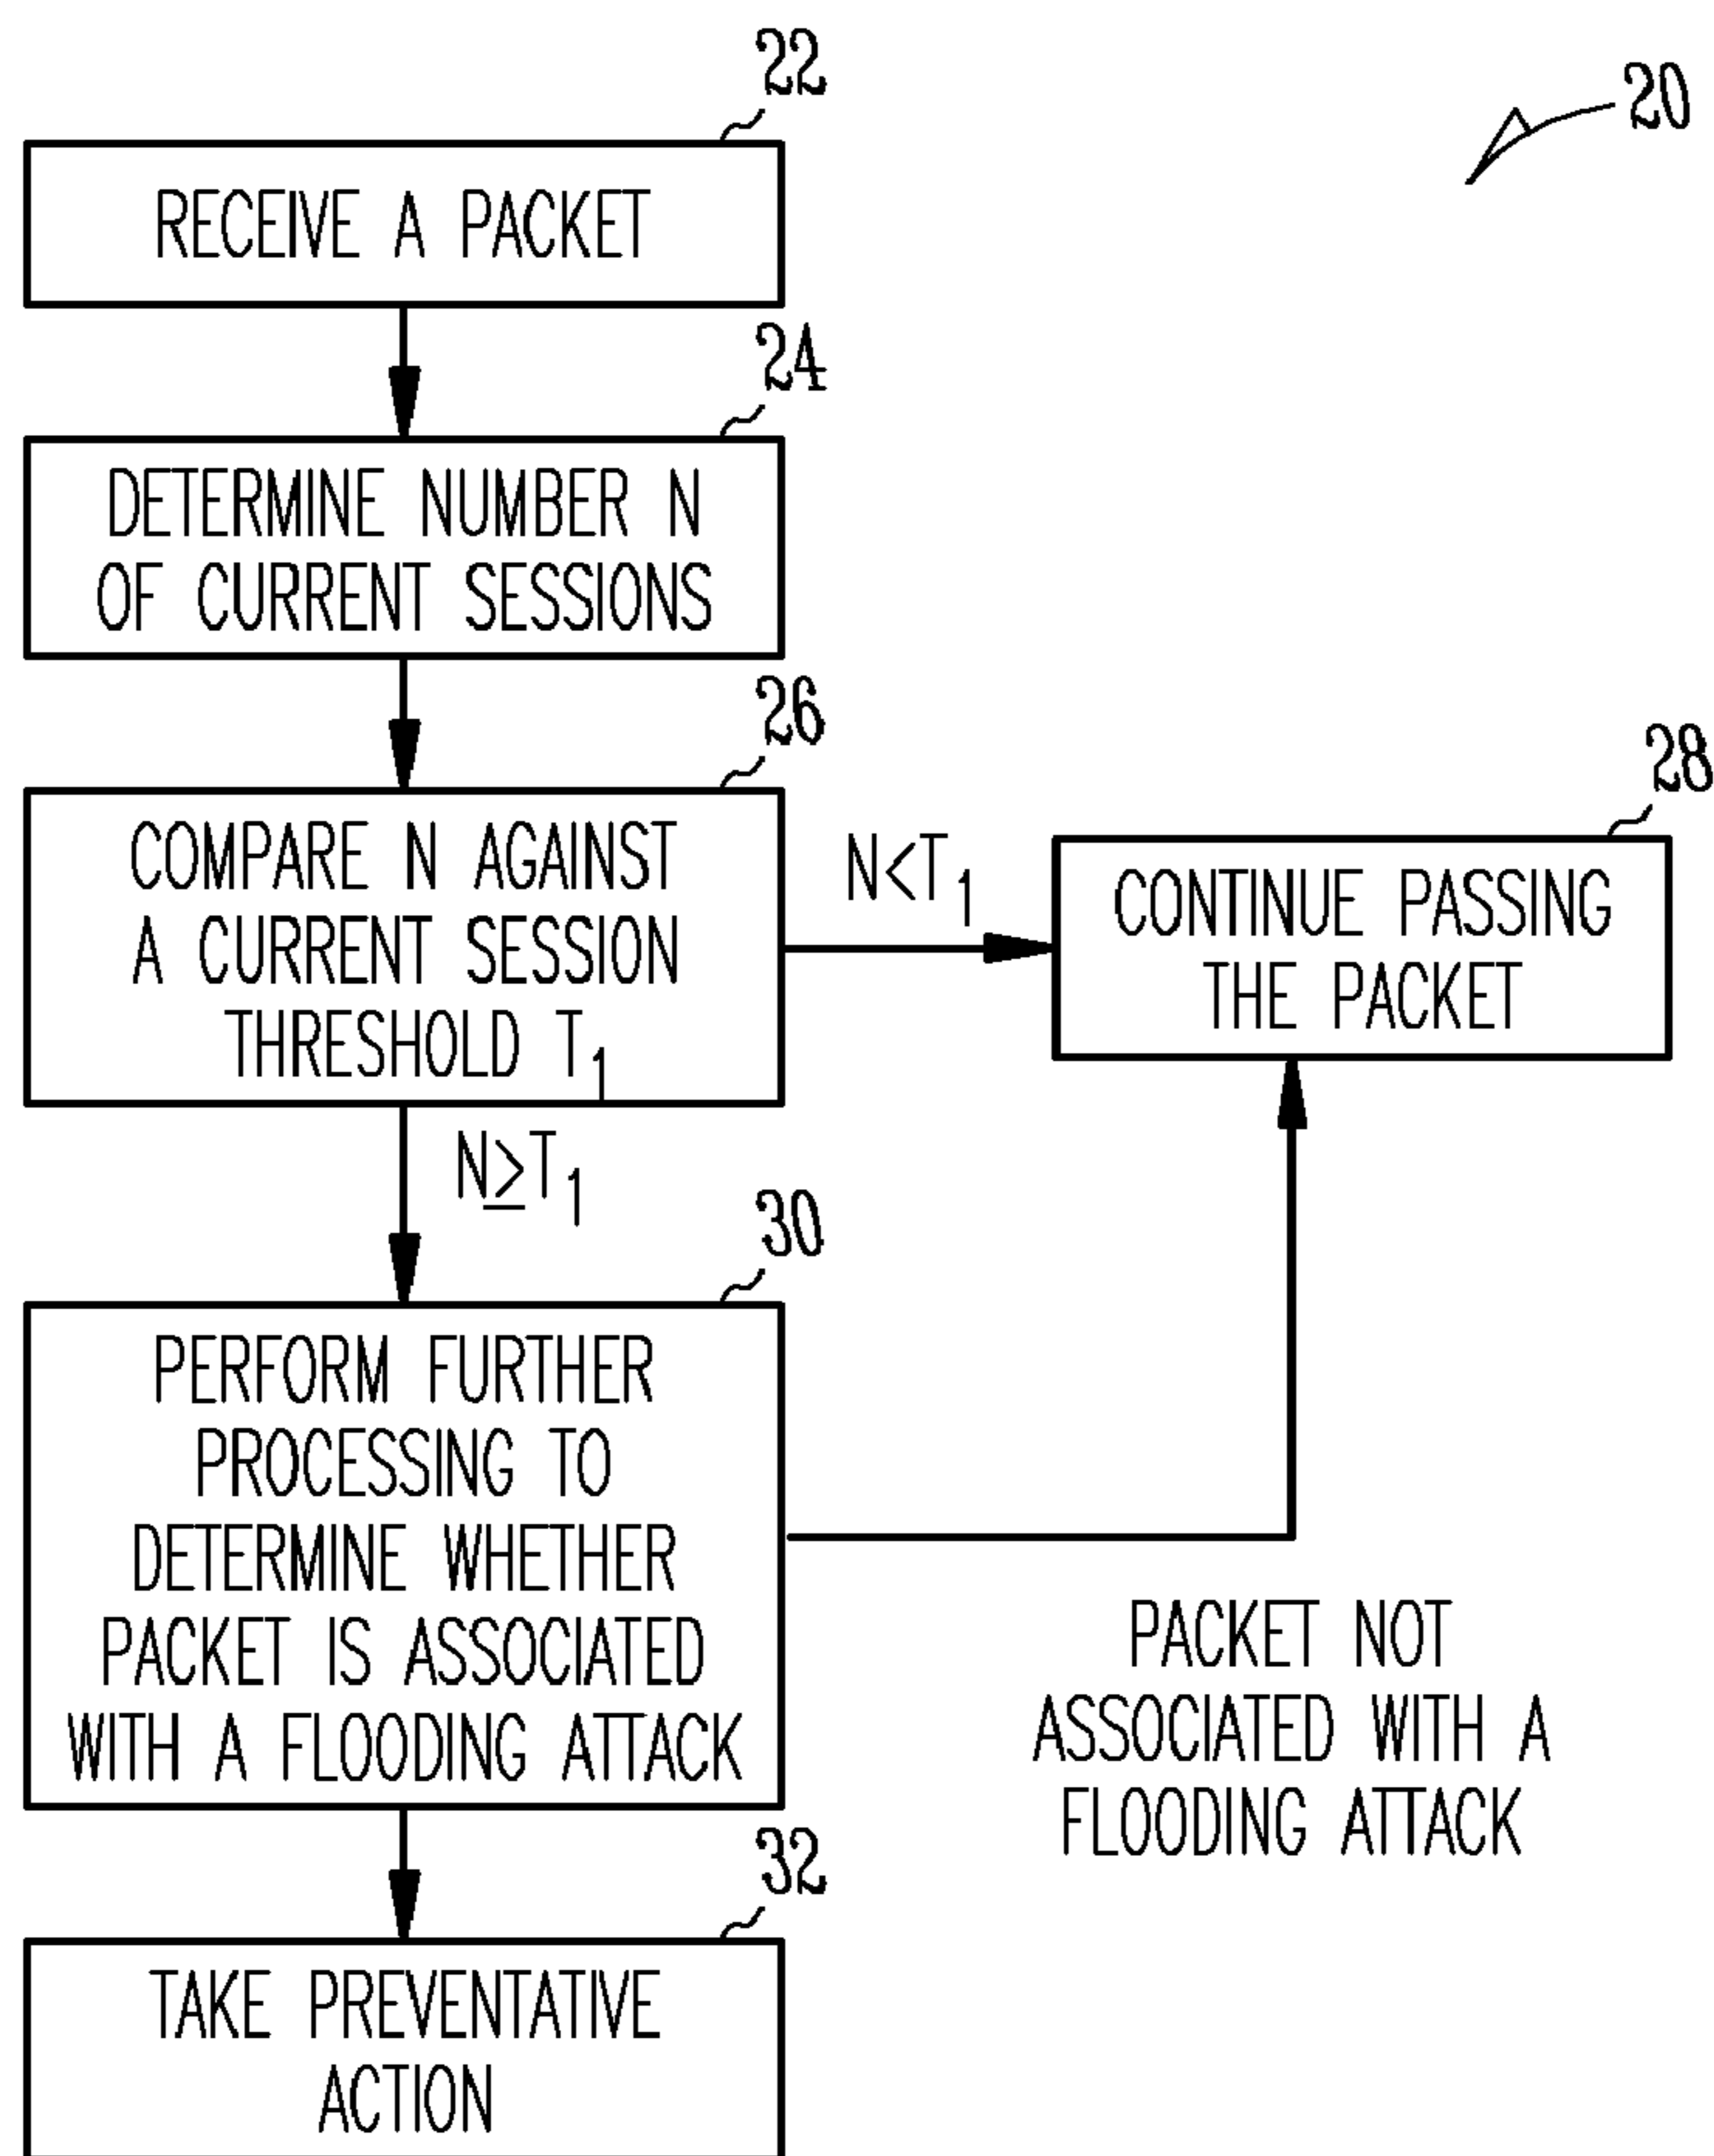 22
20
RECEIVE A PACKET
24
DETERMINE NUMBER N
OF CURRENT SESSIONS
26
COMPARE N AGAINST
A CURRENT SESSION
THRESHOLD T₁
N<T₁
28
CONTINUE PASSING
THE PACKET
N≥T₁
30
PERFORM FURTHER
PROCESSING TO
DETERMINE WHETHER
PACKET IS ASSOCIATED
WITH A FLOODING ATTACK
PACKET NOT
ASSOCIATED WITH A
FLOODING ATTACK
32
TAKE PREVENTATIVE
ACTION